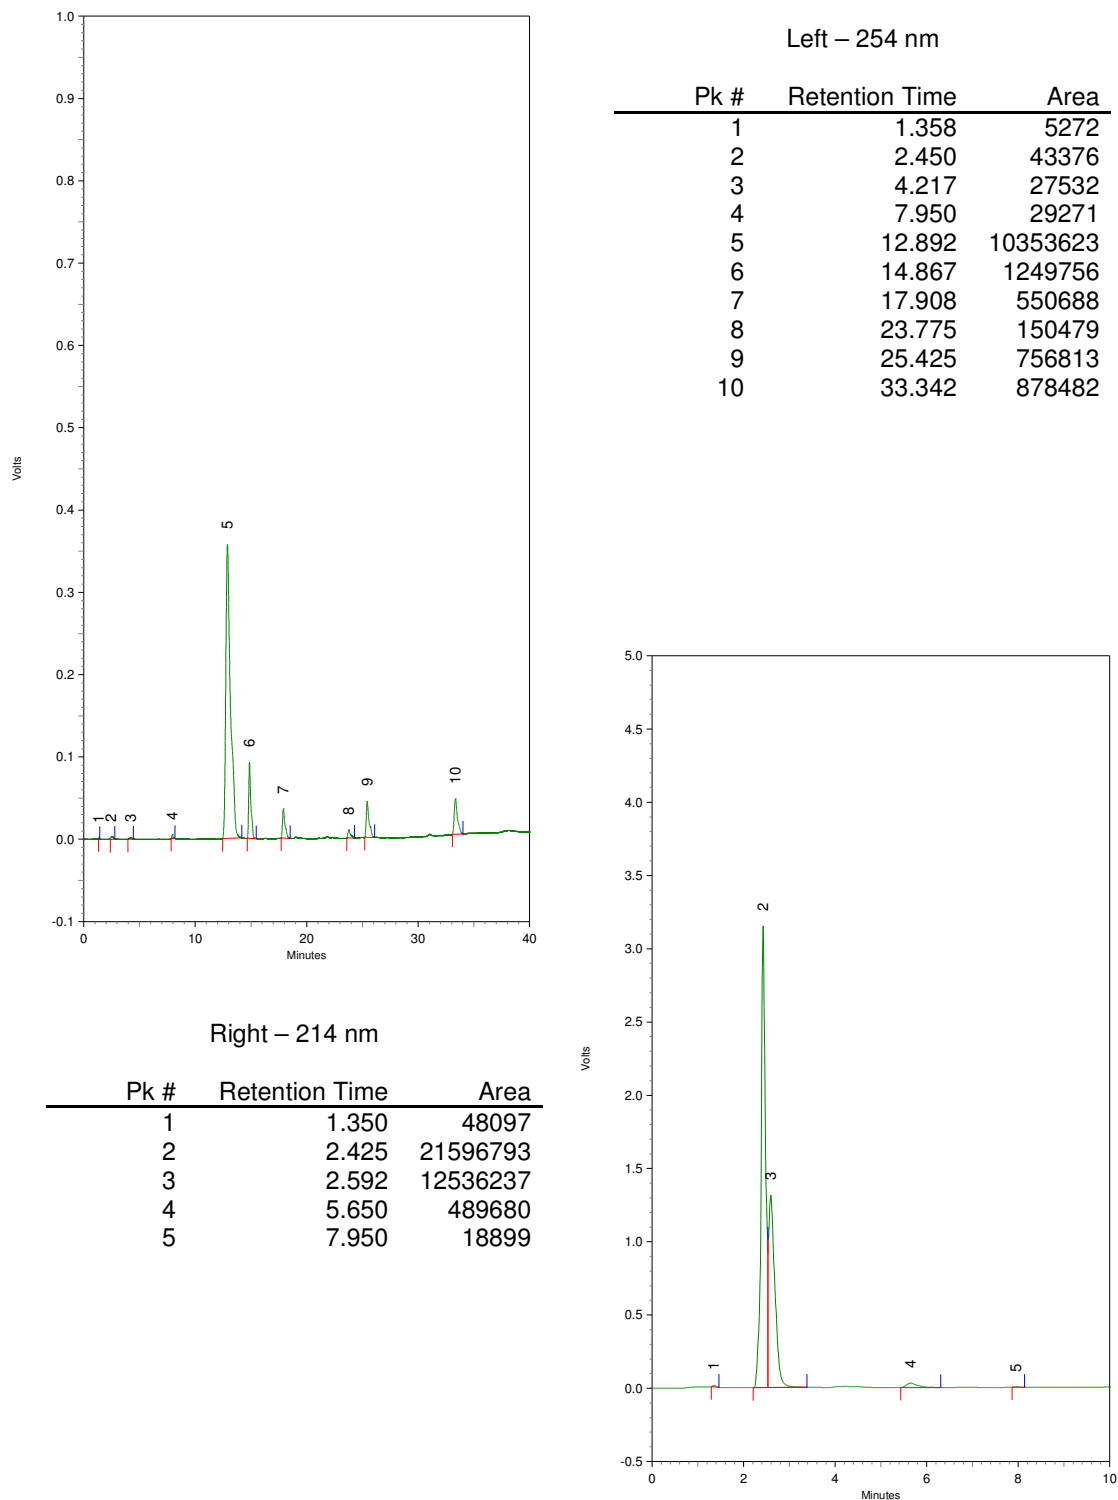 Left – 254 nm
Pk # Retention Time Area
1 1.358 5272
2 2.450 43376
3 4.217 27532
4 7.950 29271
5 12.892 10353623
6 14.867 1249756
7 17.908 550688
8 23.775 150479
9 25.425 756813
10 33.342 878482
1.0
0.9
0.8
0.7
0.6
0.5
0.4
0.3
0.2
0.1
0.0
-0.1
Volts
1 2 3 4 5 6 7 8 9 10
0 10 20 30 40
Minutes
Right – 214 nm
Pk # Retention Time Area
1 1.350 48097
2 2.425 21596793
3 2.592 12536237
4 5.650 489680
5 7.950 18899
5.0
4.5
4.0
3.5
3.0
2.5
2.0
1.5
1.0
0.5
0.0
-0.5
Volts
1 2 3 4 5
0 2 4 6 8 10
Minutes